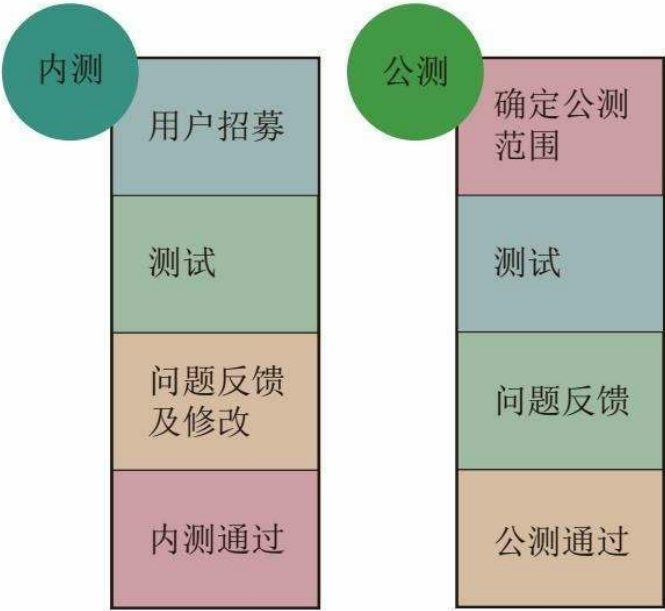 内测
用户招募
测试
问题反馈
及修改
内测通过
公测
确定公测
范围
测试
问题反馈
公测通过